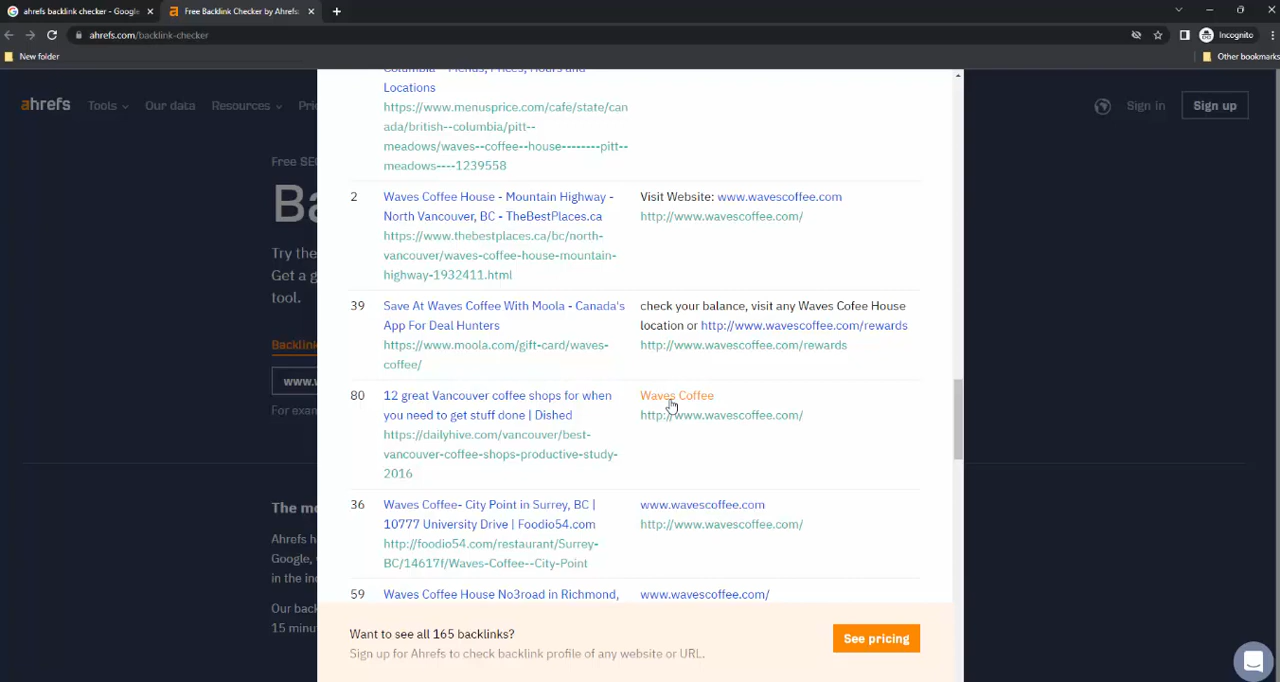 ahrefs backlink checker - Google
Free Backlink Checker by Ahrefs:
ahrefs.com/backlink-checker
Incognito
New folder
Other bookmarks
ahrefs
Tools
Our data
Resources
Sign in
Sign up
Locations
https://www.menusprice.com/cafe/state/can
ada/british--columbia/pitt--
meadows/waves--coffee--house--------pitt--
meadows----1239558
Free SE
Ba
Try the
Get a g
tool.
Backlin
www.w
For exam
2
Waves Coffee House - Mountain Highway -
North Vancouver, BC - TheBestPlaces.ca
https://www.thebestplaces.ca/bc/north-
vancouver/waves-coffee-house-mountain-
highway-1932411.html
Visit Website: www.wavescoffee.com
http://www.wavescoffee.com/
39
Save At Waves Coffee With Moola - Canada's
App For Deal Hunters
https://www.moola.com/gift-card/waves-
coffee/
check your balance, visit any Waves Cofee House
location or http://www.wavescoffee.com/rewards
http://www.wavescoffee.com/rewards
80
12 great Vancouver coffee shops for when
you need to get stuff done | Dished
https://dailyhive.com/vancouver/best-
vancouver-coffee-shops-productive-study-
2016
Waves Coffee
http://www.wavescoffee.com/
36
Waves Coffee- City Point in Surrey, BC |
10777 University Drive | Foodio54.com
http://foodio54.com/restaurant/Surrey-
BC/14617f/Waves-Coffee--City-Point
www.wavescoffee.com
http://www.wavescoffee.com/
59
Waves Coffee House No3road in Richmond,
www.wavescoffee.com/
The mo
Ahrefs h
Google,
in the in
Our bac
15 minu
Want to see all 165 backlinks?
Sign up for Ahrefs to check backlink profile of any website or URL.
See pricing